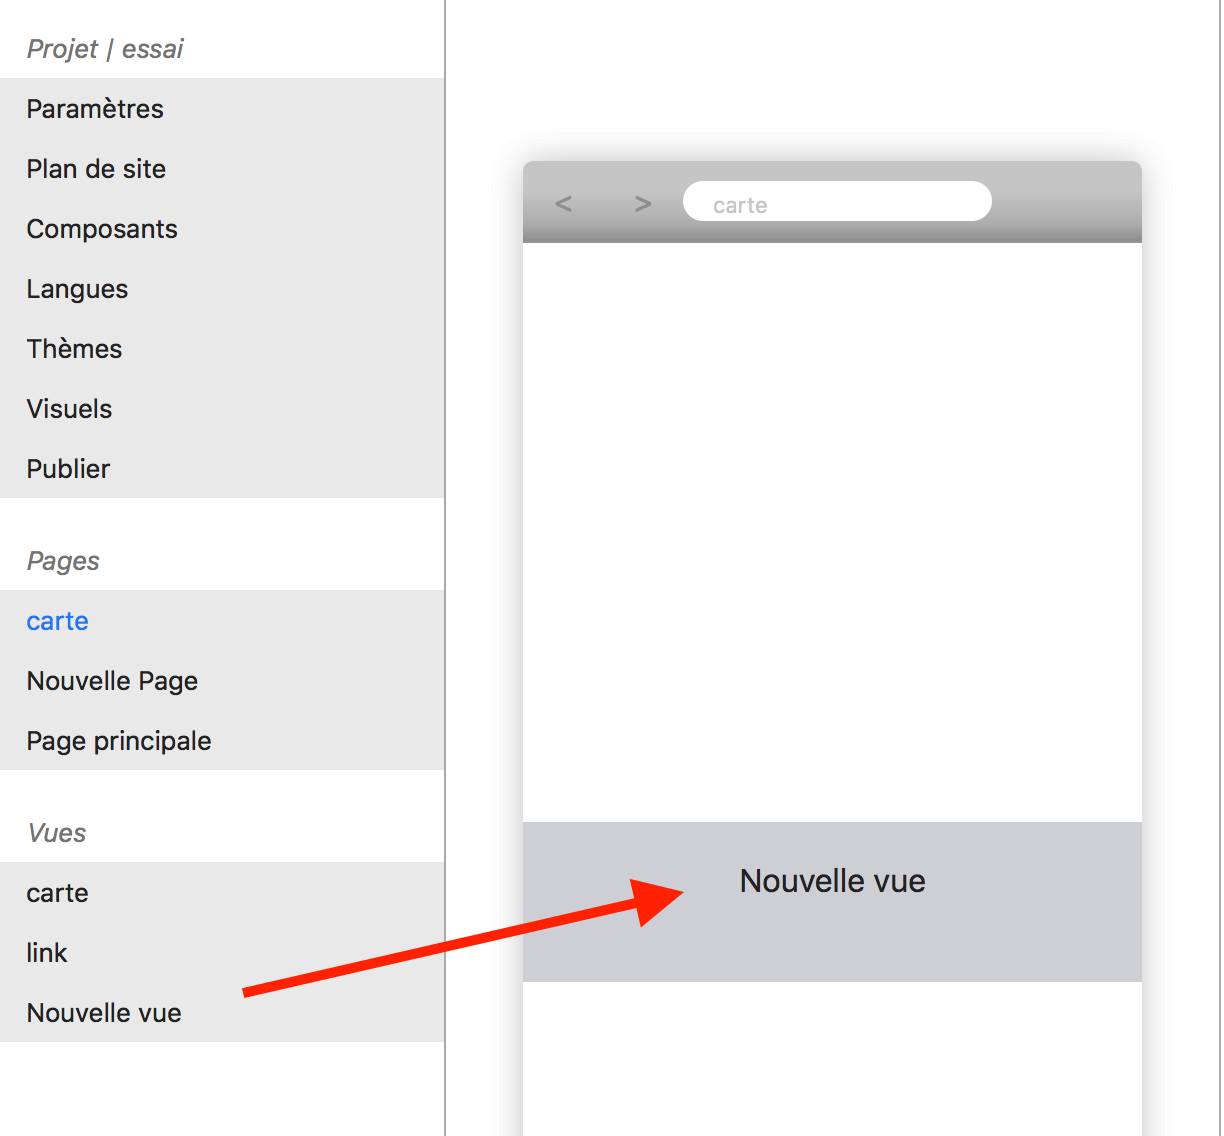 Projet | essai
Paramètres
Plan de site
Composants
Langues
Thèmes
Visuels
Publier
Pages
carte
Nouvelle Page
Page principale
Vues
carte
link
Nouvelle vue
< > carte
Nouvelle vue